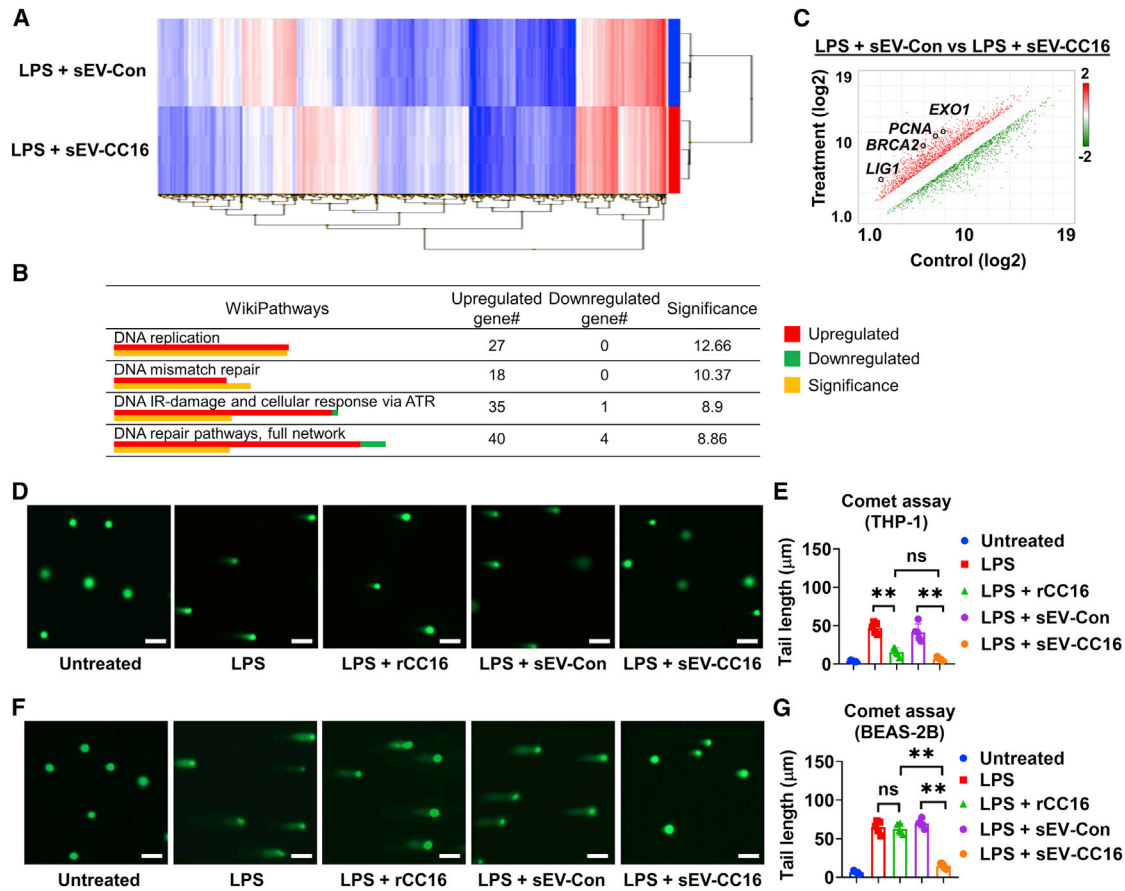 A
LPS + sEV-Con
LPS + sEV-CC16
C
LPS + sEV-Con vs LPS + sEV-CC16
Treatment (log2)
19
10
1.0
EXO1
PCNA
BRCA2
LIG1
2
-2
1.0 10 19
Control (log2)
B
WikiPathways
Upregulated gene#
Downregulated gene#
Significance
DNA replication 27 0 12.66
DNA mismatch repair 18 0 10.37
DNA IR-damage and cellular response via ATR 35 1 8.9
DNA repair pathways, full network 40 4 8.86
Upregulated
Downregulated
Significance
D
Untreated
LPS
LPS + rCC16
LPS + sEV-Con
LPS + sEV-CC16
E
Comet assay
(THP-1)
Tail length (μm)
150
100
50
0
ns
** **
Untreated
LPS
LPS + rCC16
LPS + sEV-Con
LPS + sEV-CC16
F
Untreated
LPS
LPS + rCC16
LPS + sEV-Con
LPS + sEV-CC16
G
Comet assay
(BEAS-2B)
Tail length (μm)
150
100
50
0
**
ns **
Untreated
LPS
LPS + rCC16
LPS + sEV-Con
LPS + sEV-CC16